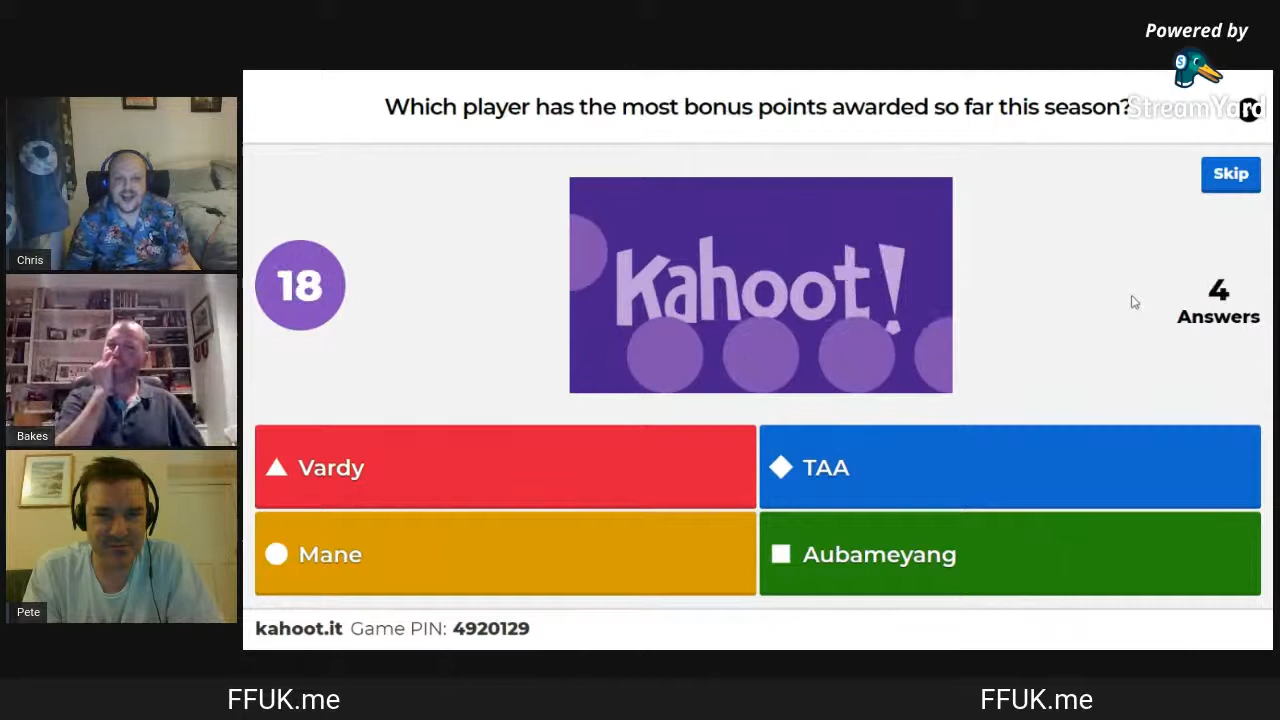 Powered by
StreamYard
Which player has the most bonus points awarded so far this season?
Skip
Chris
18
Kahoot!
4
Answers
Bakes
Vardy
TAA
Mane
Aubameyang
Pete
kahoot.it Game PIN: 4920129
FFUK.me
FFUK.me